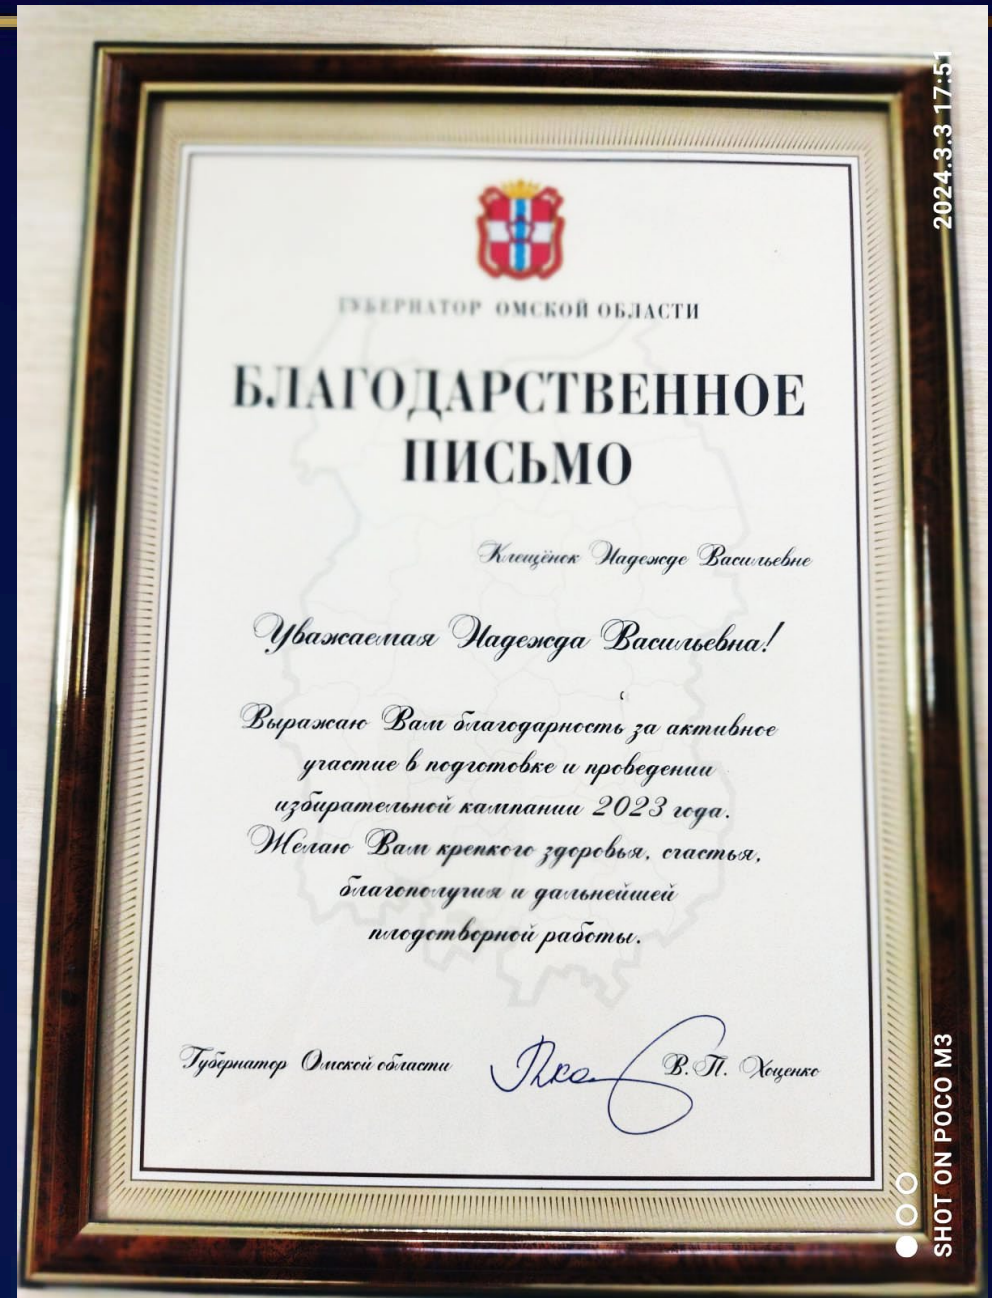 ГУБЕРНАТОР ОМСКОЙ ОБЛАСТИ
БЛАГОДАРСТВЕННОЕ
ПИСЬМО
Клещёнок Надежде Васильевне
Уважаемая Надежда Васильевна!
Выражаю Вам благодарность за активное
участие в подготовке и проведении
избирательной кампании 2023 года.
Желаю Вам крепкого здоровья, счастья,
благополучия и дальнейшей
плодотворной работы.
Губернатор Омской области В. П. Хоценко
2024.3.3 17:51
SHOT ON POCO M3